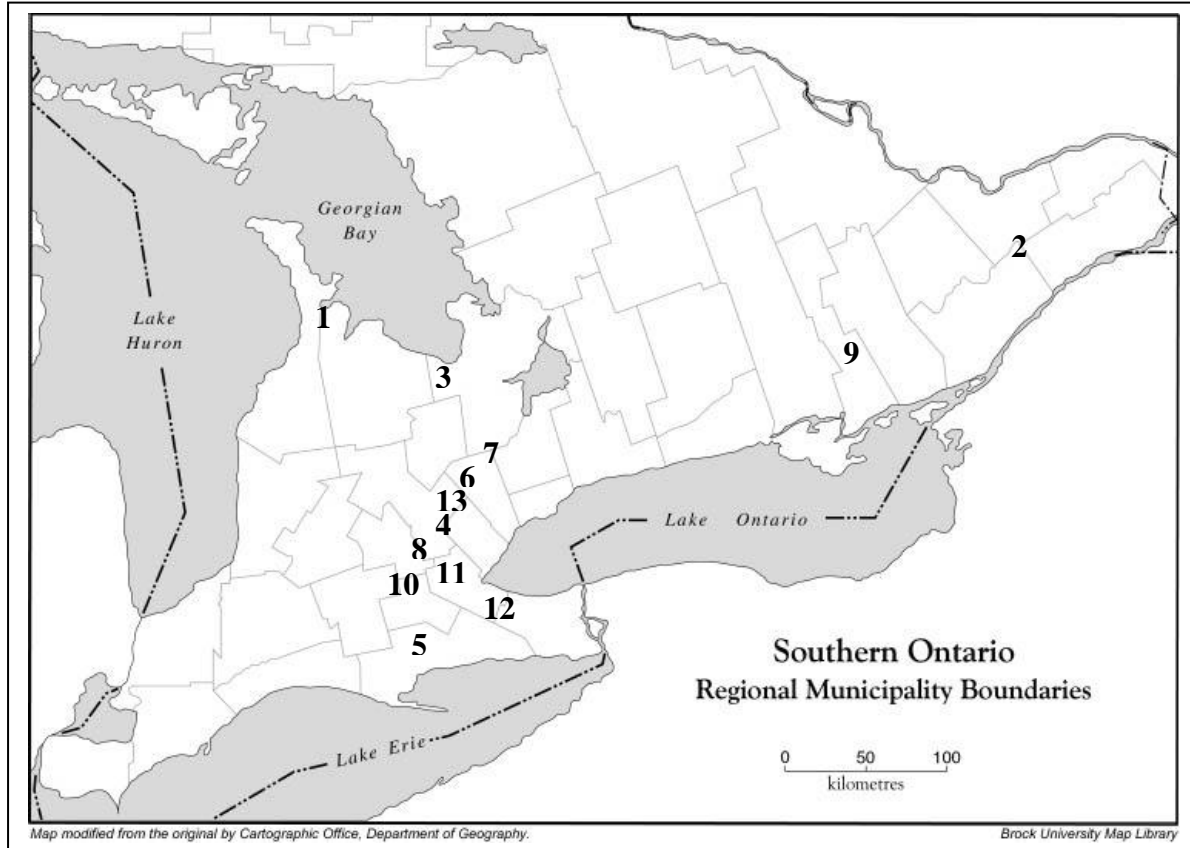 Georgian
Bay
2
1
Lake
Huron
9
3
7
6
13
4
Lake Ontario
8
11
10
12
5
Southern Ontario
Regional Municipality Boundaries
Lake Erie
0 50 100
kilometres
Map modified from the original by Cartographic Office, Department of Geography.
Brock University Map Library